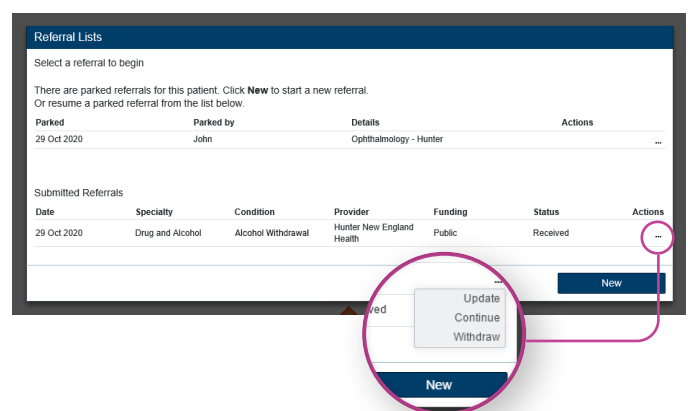 Referral Lists
Select a referral to begin
There are parked referrals for this patient. Click New to start a new referral.
Or resume a parked referral from the list below.
Parked Parked by Details Actions
29 Oct 2020 John Ophthalmology - Hunter ...
Submitted Referrals
Date Specialty Condition Provider Funding Status Actions
29 Oct 2020 Drug and Alcohol Alcohol Withdrawal Hunter New England Public Received ...
Health
New
...
ved
Update
Continue
Withdraw
New